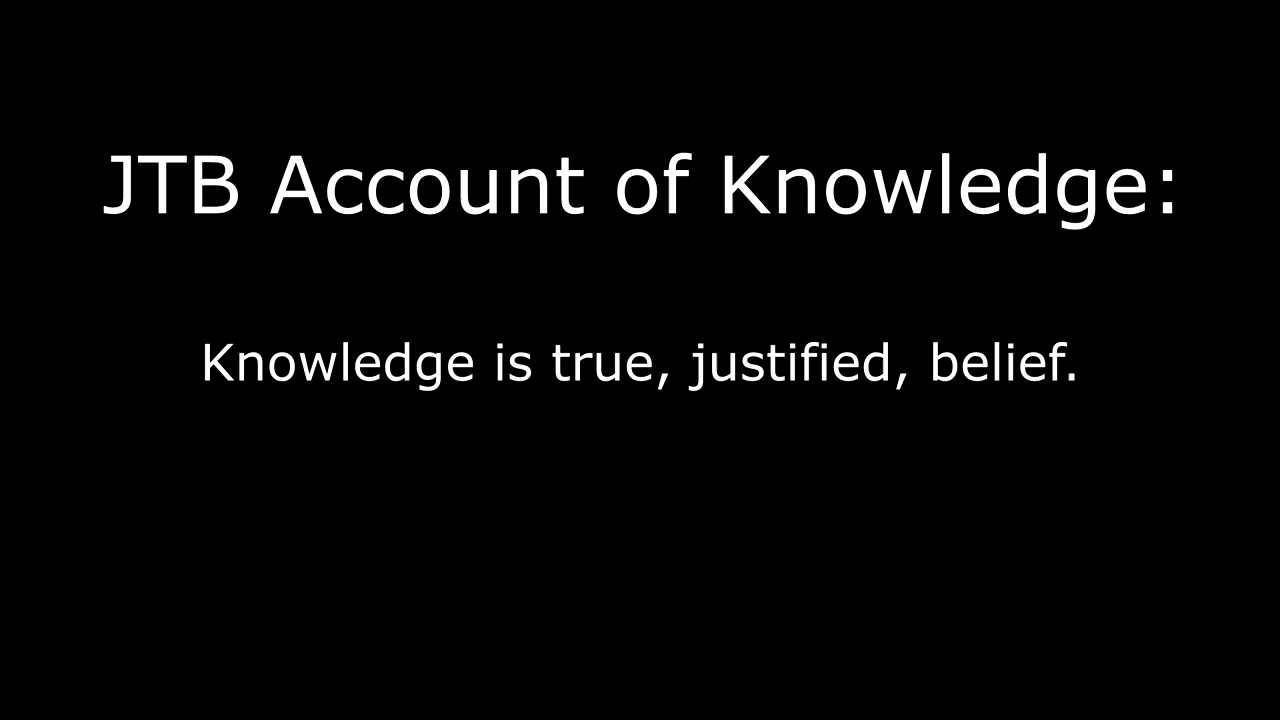 JTB Account of Knowledge:
Knowledge is true, justified, belief.